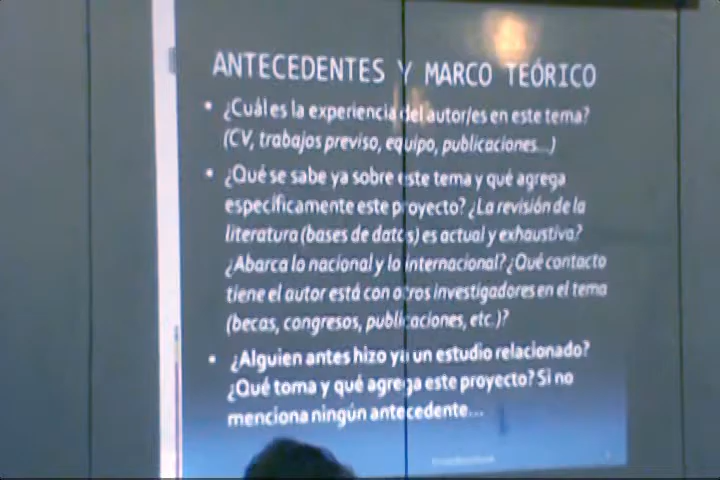 ANTECEDENTES Y MARCO TEÓRICO
• ¿Cuál es la experiencia del autor/es en este tema?
(CV, trabajos previso, equipo, publicaciones...)
• ¿Qué se sabe ya sobre este tema y qué agrega
específicamente este proyecto? ¿La revisión de la
literatura (bases de datos) es actual y exhaustiva?
¿Abarca lo nacional y lo internacional? ¿Qué contacto
tiene el autor está con otros investigadores en el tema
(becas, congresos, publicaciones, etc.)?
• ¿Alguien antes hizo ya un estudio relacionado?
¿Qué toma y qué agrega este proyecto? Si no
menciona ningún antecedente...